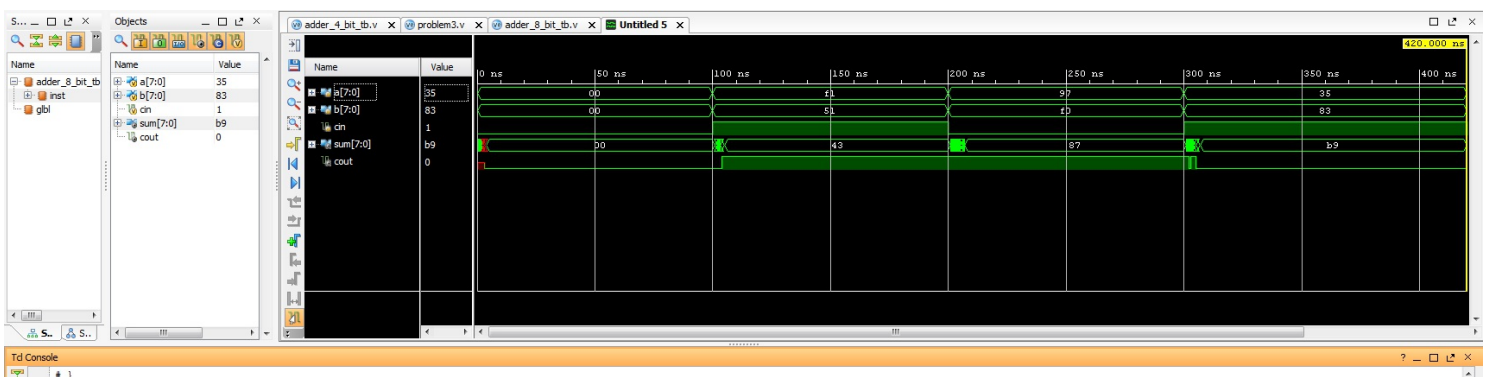 S... Objects
adder_4_bit_tb.v problem3.v adder_8_bit_tb.v Untitled 5
420.000 ns
Name
adder_8_bit_tb
inst
glbl
Name Value
a[7:0] 35
b[7:0] 83
cin 1
sum[7:0] b9
cout 0
Name Value
0 ns 50 ns 100 ns 150 ns 200 ns 250 ns 300 ns 350 ns 400 ns
a[7:0] 35 00 f1 97 35
b[7:0] 83 00 51 f0 83
cin 1
sum[7:0] b9 00 43 87 b9
cout 0
S.. S..
Tcl Console